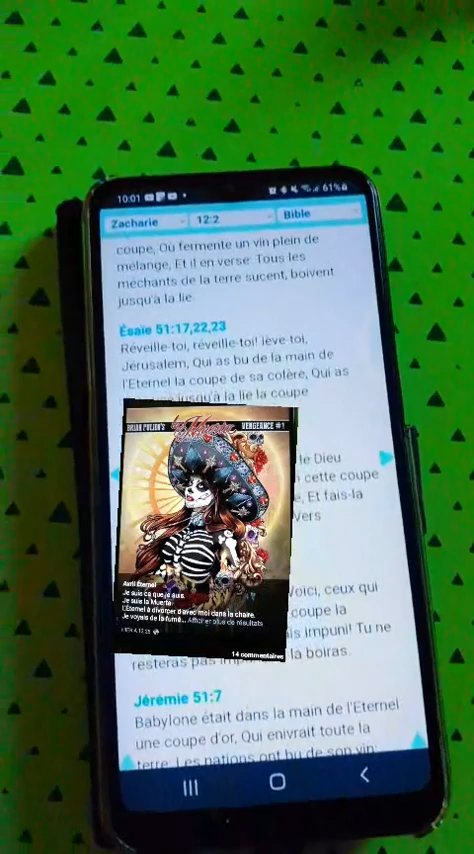 10:01
61%
Zacharie
12:2
Bible
coupe, Où fermente un vin plein de
mélange, Et il en verse: Tous les
méchants de la terre sucent, boivent
jusqu'à la lie.
Ésaïe 51:17,22,23
Réveille-toi, réveille-toi! lève-toi,
Jérusalem, Qui as bu de la main de
l'Eternel la coupe de sa colère, Qui as
jusqu'à la lie la coupe
le Dieu
cette coupe
Et fais-la
vers
BRIAN PULIDO'S La Muerta VENGEANCE #1
Avril Éternel
Je suis ce que je suis.
Je suis la Muerte
L'Éternel à divorcer d'avec moi dans la chaire.
Je voyais de la fumé... Afficher plus de résultats
14 commentaires
Voici, ceux qui
coupe la
impuni! Tu ne
resteras pas
la boiras.
Jérémie 51:7
Babylone était dans la main de l'Eternel
une coupe d'or, Qui enivrait toute la
terre; Les nations ont bu de son vin: